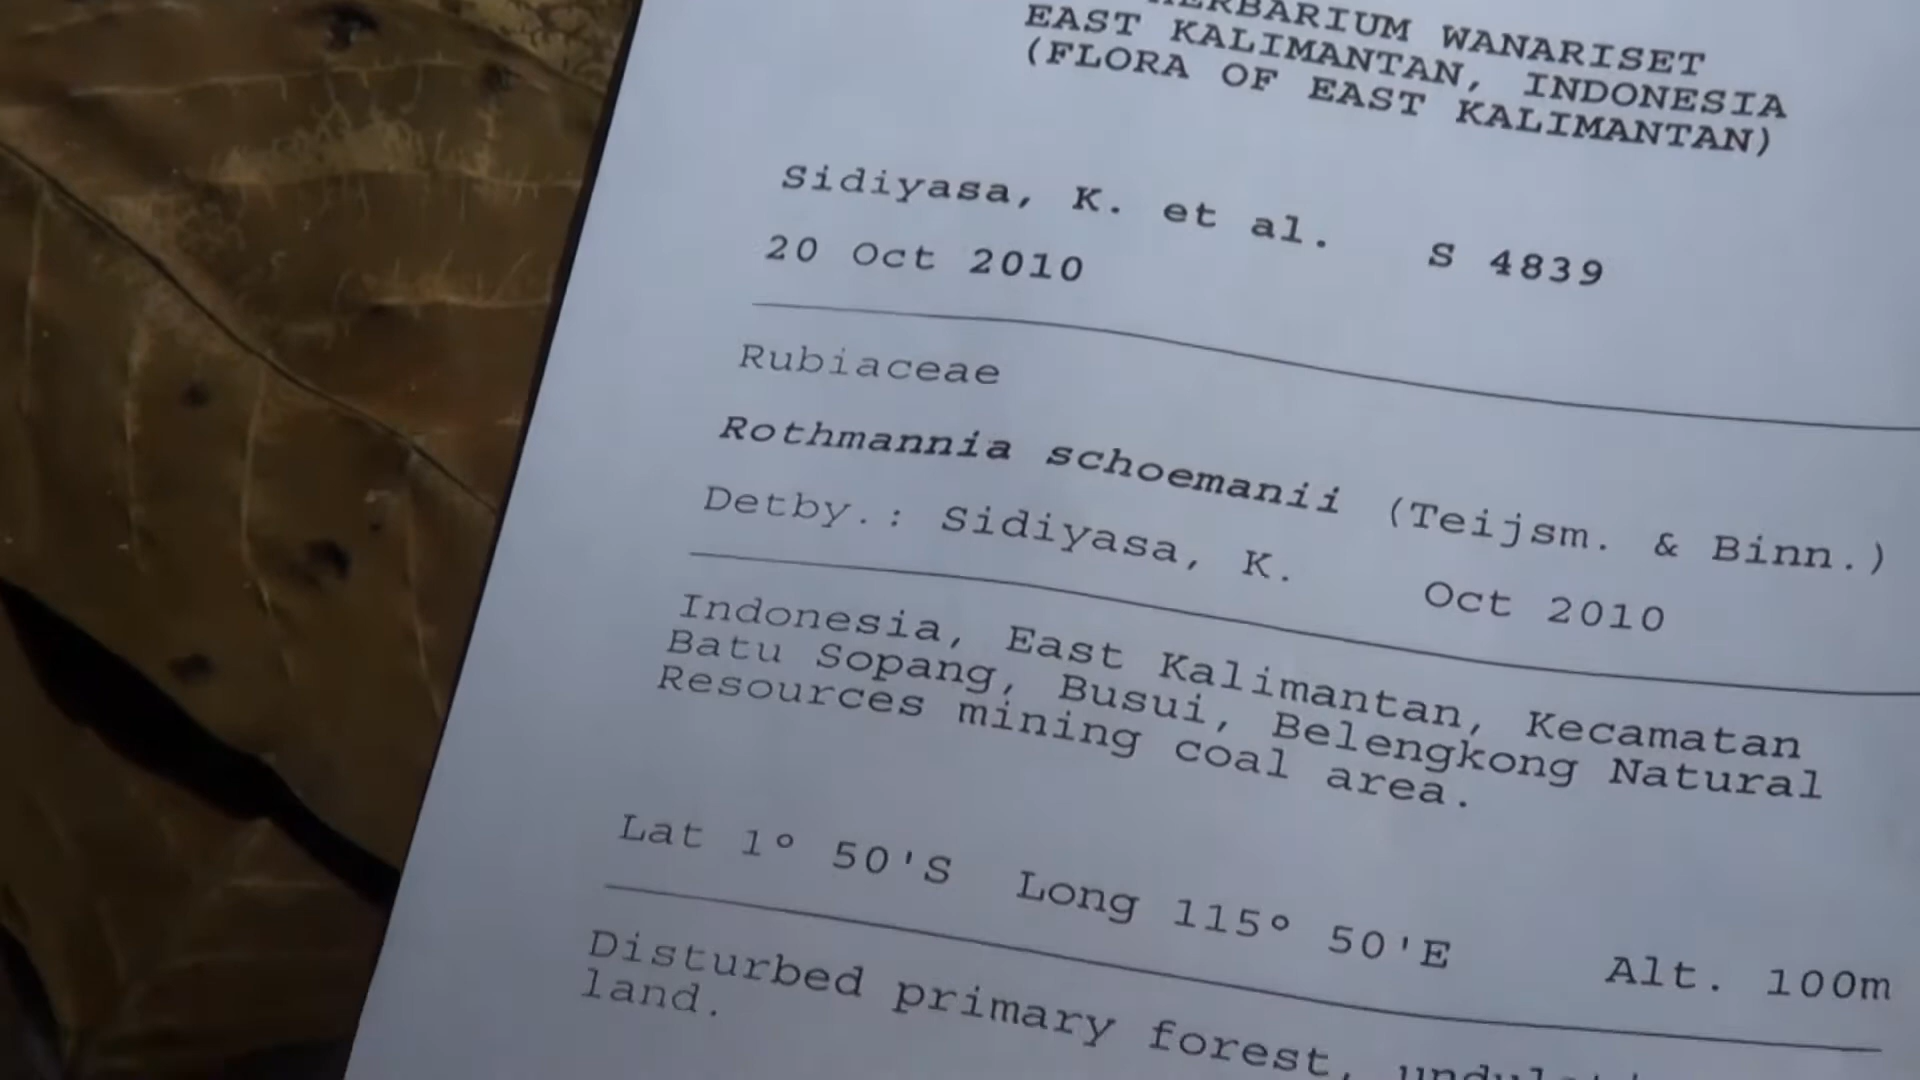 HERBARIUM WANARISET
EAST KALIMANTAN, INDONESIA
(FLORA OF EAST KALIMANTAN)
Sidiyasa, K. et al. S 4839
20 Oct 2010
Rubiaceae
Rothmannia schoemanii (Teijsm. & Binn.)
Detby.: Sidiyasa, K. Oct 2010
Indonesia, East Kalimantan, Kecamatan
Batu Sopang, Busui, Belengkong Natural
Resources mining coal area.
Lat 1° 50'S Long 115° 50'E Alt. 100m
Disturbed primary forest,
land.